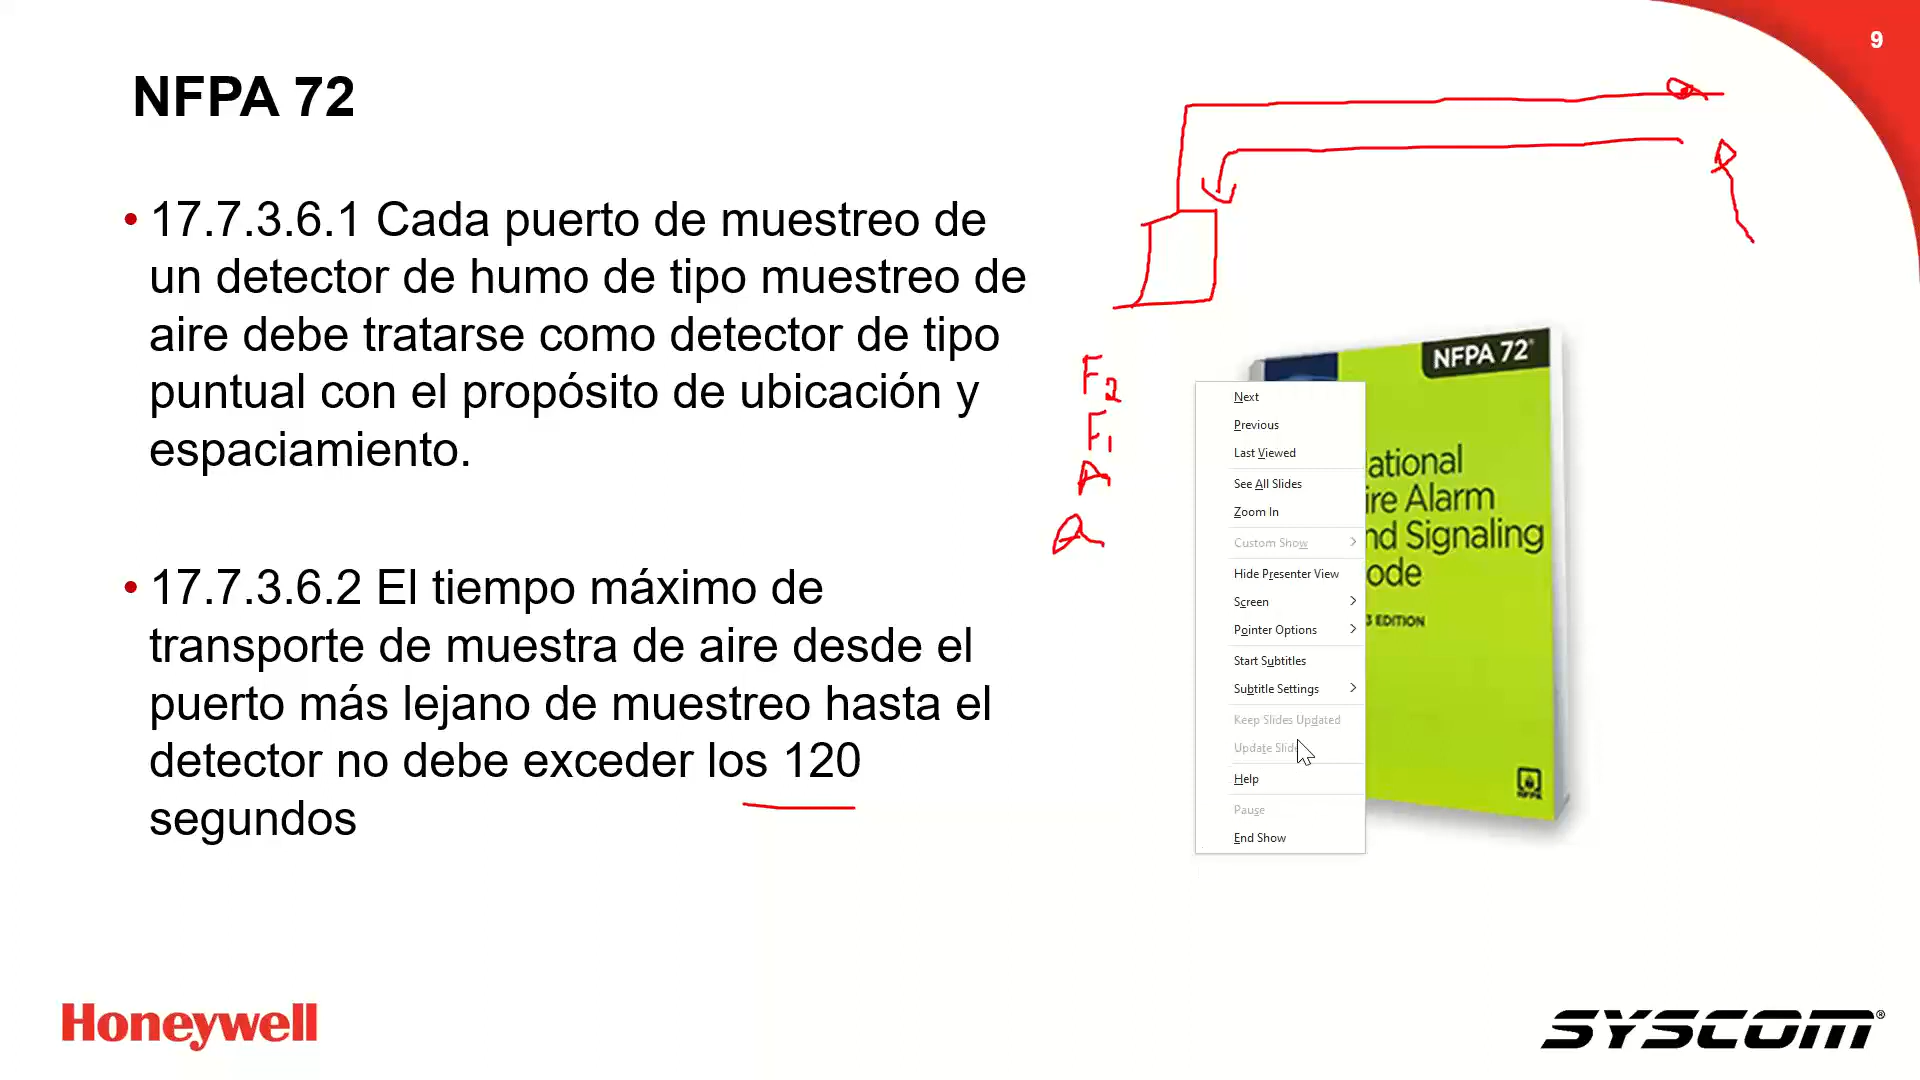 9
NFPA 72
• 17.7.3.6.1 Cada puerto de muestreo de
un detector de humo de tipo muestreo de
aire debe tratarse como detector de tipo
puntual con el propósito de ubicación y
espaciamiento.
• 17.7.3.6.2 El tiempo máximo de
transporte de muestra de aire desde el
puerto más lejano de muestreo hasta el
detector no debe exceder los 120
segundos
F2
F1
A
NFPA 72®
ational
ire Alarm
nd Signaling
ode
3 EDITION
NFPA
Next
Previous
Last Viewed
See All Slides
Zoom In
Custom Show
Hide Presenter View
Screen
Pointer Options
Start Subtitles
Subtitle Settings
Keep Slides Updated
Update Slide
Help
Pause
End Show
Honeywell
SYSCOM®